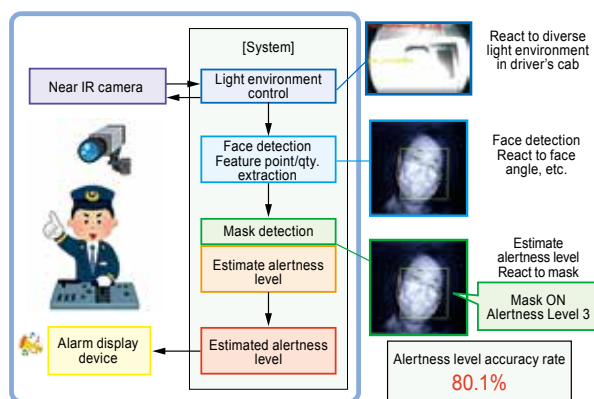 [System]
Near IR camera
Light environment
control
React to diverse
light environment
in driver's cab
Face detection
Feature point/qty.
extraction
Face detection
React to face
angle, etc.
Mask detection
Estimate alertness
level
Estimate
alertness level
React to mask
Mask ON
Alertness Level 3
Alarm display
device
Estimated alertness
level
Alertness level accuracy rate
80.1%